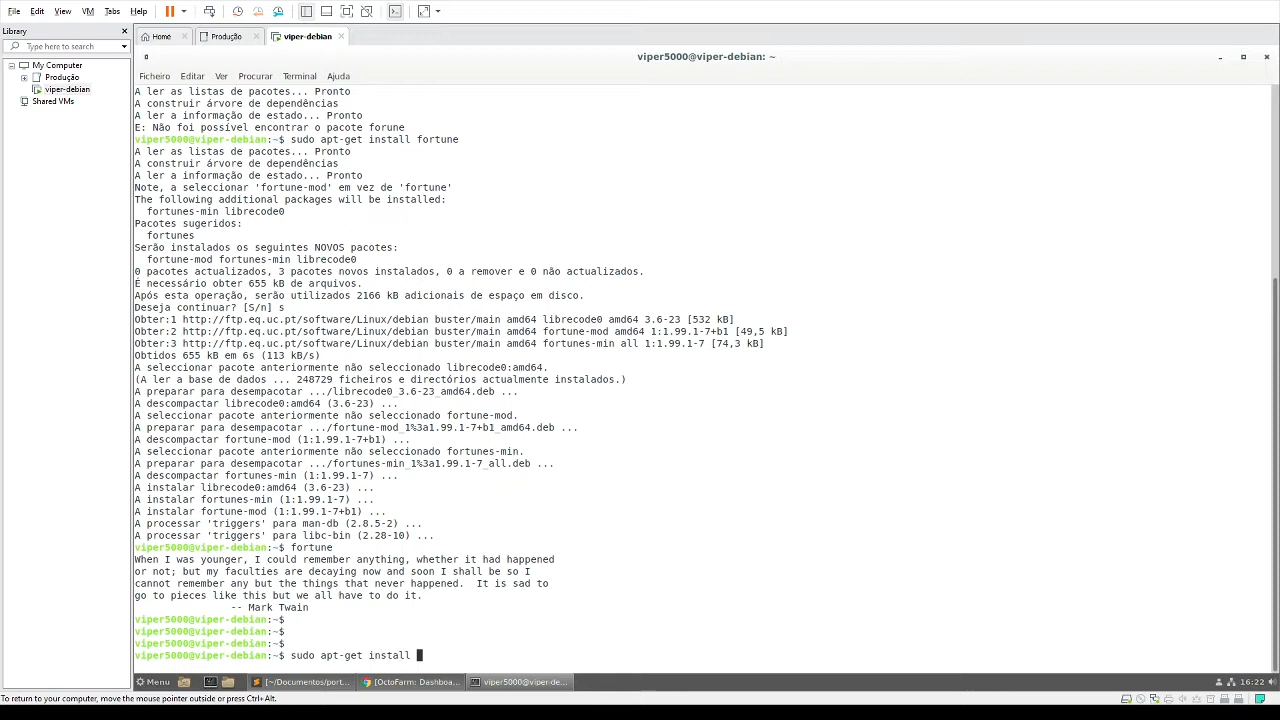 File Edit View VM Tabs Help
Library
Type here to search
My Computer
Produção
viper-debian
Shared VMs
Home Produção viper-debian
viper5000@viper-debian: ~
Ficheiro Editar Ver Procurar Terminal Ajuda
A ler as listas de pacotes... Pronto
A construir árvore de dependências
A ler a informação de estado... Pronto
E: Não foi possível encontrar o pacote forune
viper5000@viper-debian:~$ sudo apt-get install fortune
A ler as listas de pacotes... Pronto
A construir árvore de dependências
A ler a informação de estado... Pronto
Note, a seleccionar 'fortune-mod' em vez de 'fortune'
The following additional packages will be installed:
fortunes-min librecode0
Pacotes sugeridos:
fortunes
Serão instalados os seguintes NOVOS pacotes:
fortune-mod fortunes-min librecode0
0 pacotes actualizados, 3 pacotes novos instalados, 0 a remover e 0 não actualizados.
É necessário obter 655 kB de arquivos.
Após esta operação, serão utilizados 2166 kB adicionais de espaço em disco.
Deseja continuar? [S/n] s
Obter:1 http://ftp.eq.uc.pt/software/Linux/debian buster/main amd64 librecode0 amd64 3.6-23 [532 kB]
Obter:2 http://ftp.eq.uc.pt/software/Linux/debian buster/main amd64 fortune-mod amd64 1:1.99.1-7+b1 [49,5 kB]
Obter:3 http://ftp.eq.uc.pt/software/Linux/debian buster/main amd64 fortunes-min all 1:1.99.1-7 [74,3 kB]
Obtidos 655 kB em 6s (113 kB/s)
A seleccionar pacote anteriormente não seleccionado librecode0:amd64.
(A ler a base de dados ... 248729 ficheiros e directórios actualmente instalados.)
A preparar para desempacotar .../librecode0_3.6-23_amd64.deb ...
A descompactar librecode0:amd64 (3.6-23) ...
A seleccionar pacote anteriormente não seleccionado fortune-mod.
A preparar para desempacotar .../fortune-mod_1%3a1.99.1-7+b1_amd64.deb ...
A descompactar fortune-mod (1:1.99.1-7+b1) ...
A seleccionar pacote anteriormente não seleccionado fortunes-min.
A preparar para desempacotar .../fortunes-min_1%3a1.99.1-7_all.deb ...
A descompactar fortunes-min (1:1.99.1-7) ...
A instalar librecode0:amd64 (3.6-23) ...
A instalar fortunes-min (1:1.99.1-7) ...
A instalar fortune-mod (1:1.99.1-7+b1) ...
A processar 'triggers' para man-db (2.8.5-2) ...
A processar 'triggers' para libc-bin (2.28-10) ...
viper5000@viper-debian:~$ fortune
When I was younger, I could remember anything, whether it had happened
or not; but my faculties are decaying now and soon I shall be so I
cannot remember any but the things that never happened.  It is sad to
go to pieces like this but we all have to do it.
-- Mark Twain
viper5000@viper-debian:~$
viper5000@viper-debian:~$
viper5000@viper-debian:~$
viper5000@viper-debian:~$ sudo apt-get install
Menu [~/Documentos/port... [OctoFarm: Dashboa... viper5000@viper-de... 16:22
To return to your computer, move the mouse pointer outside or press Ctrl+Alt.